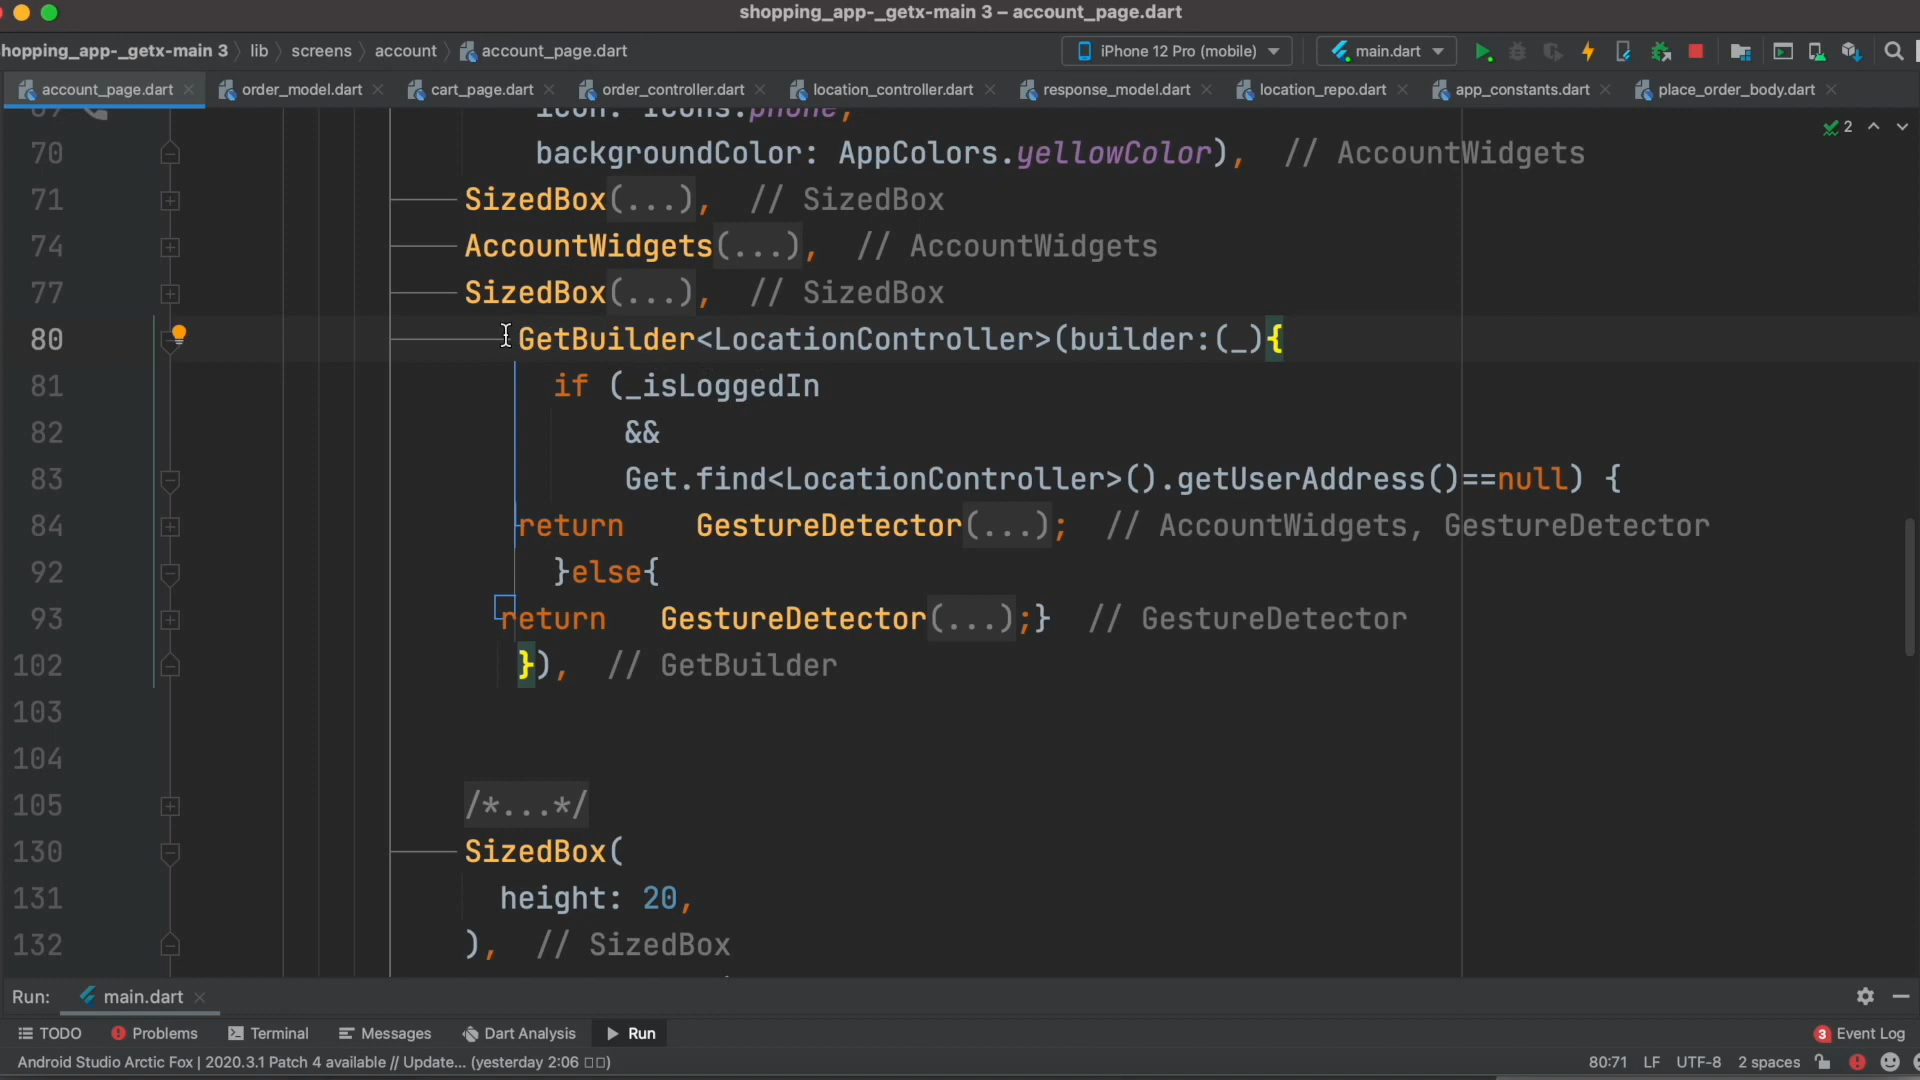 shopping_app-_getx-main 3 – account_page.dart
hopping_app-_getx-main 3 lib screens account account_page.dart iPhone 12 Pro (mobile) main.dart
account_page.dart order_model.dart cart_page.dart order_controller.dart location_controller.dart response_model.dart location_repo.dart app_constants.dart place_order_body.dart
69 icon: Icons.phone,
2
70 backgroundColor: AppColors.yellowColor), // AccountWidgets
71 SizedBox(...), // SizedBox
74 AccountWidgets(...), // AccountWidgets
77 SizedBox(...), // SizedBox
80 GetBuilder<LocationController>(builder:(_){
81 if (_isLoggedIn
82 &&
83 Get.find<LocationController>().getUserAddress()==null) {
84 return GestureDetector(...); // AccountWidgets, GestureDetector
92 }else{
93 return GestureDetector(...);} // GestureDetector
102 }), // GetBuilder
103
104
105 /*...*/
130 SizedBox(
131 height: 20,
132 ), // SizedBox
Run: main.dart
TODO Problems Terminal Messages Dart Analysis Run 3 Event Log
Android Studio Arctic Fox | 2020.3.1 Patch 4 available // Update... (yesterday 2:06 □□) 80:71 LF UTF-8 2 spaces